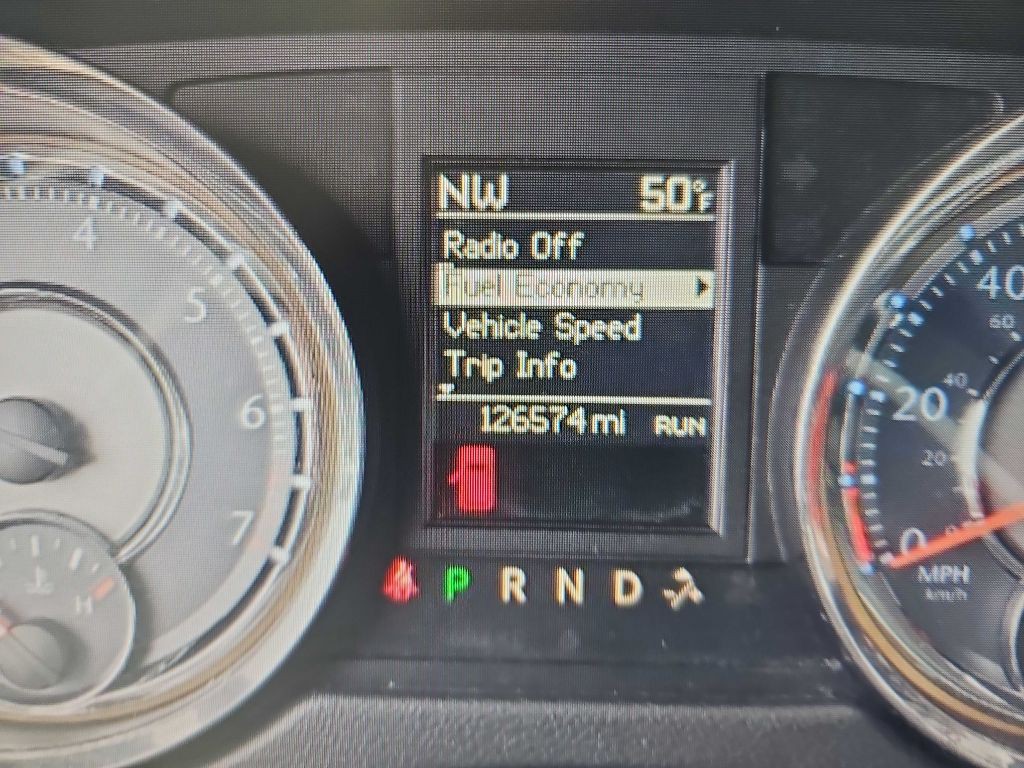 NW 50°F
Radio Off
Fuel Economy
Vehicle Speed
Trip Info
126574 mi RUN
P R N D
4
5
6
7
H
40
60
20
40
20
0
0
MPH
km/h